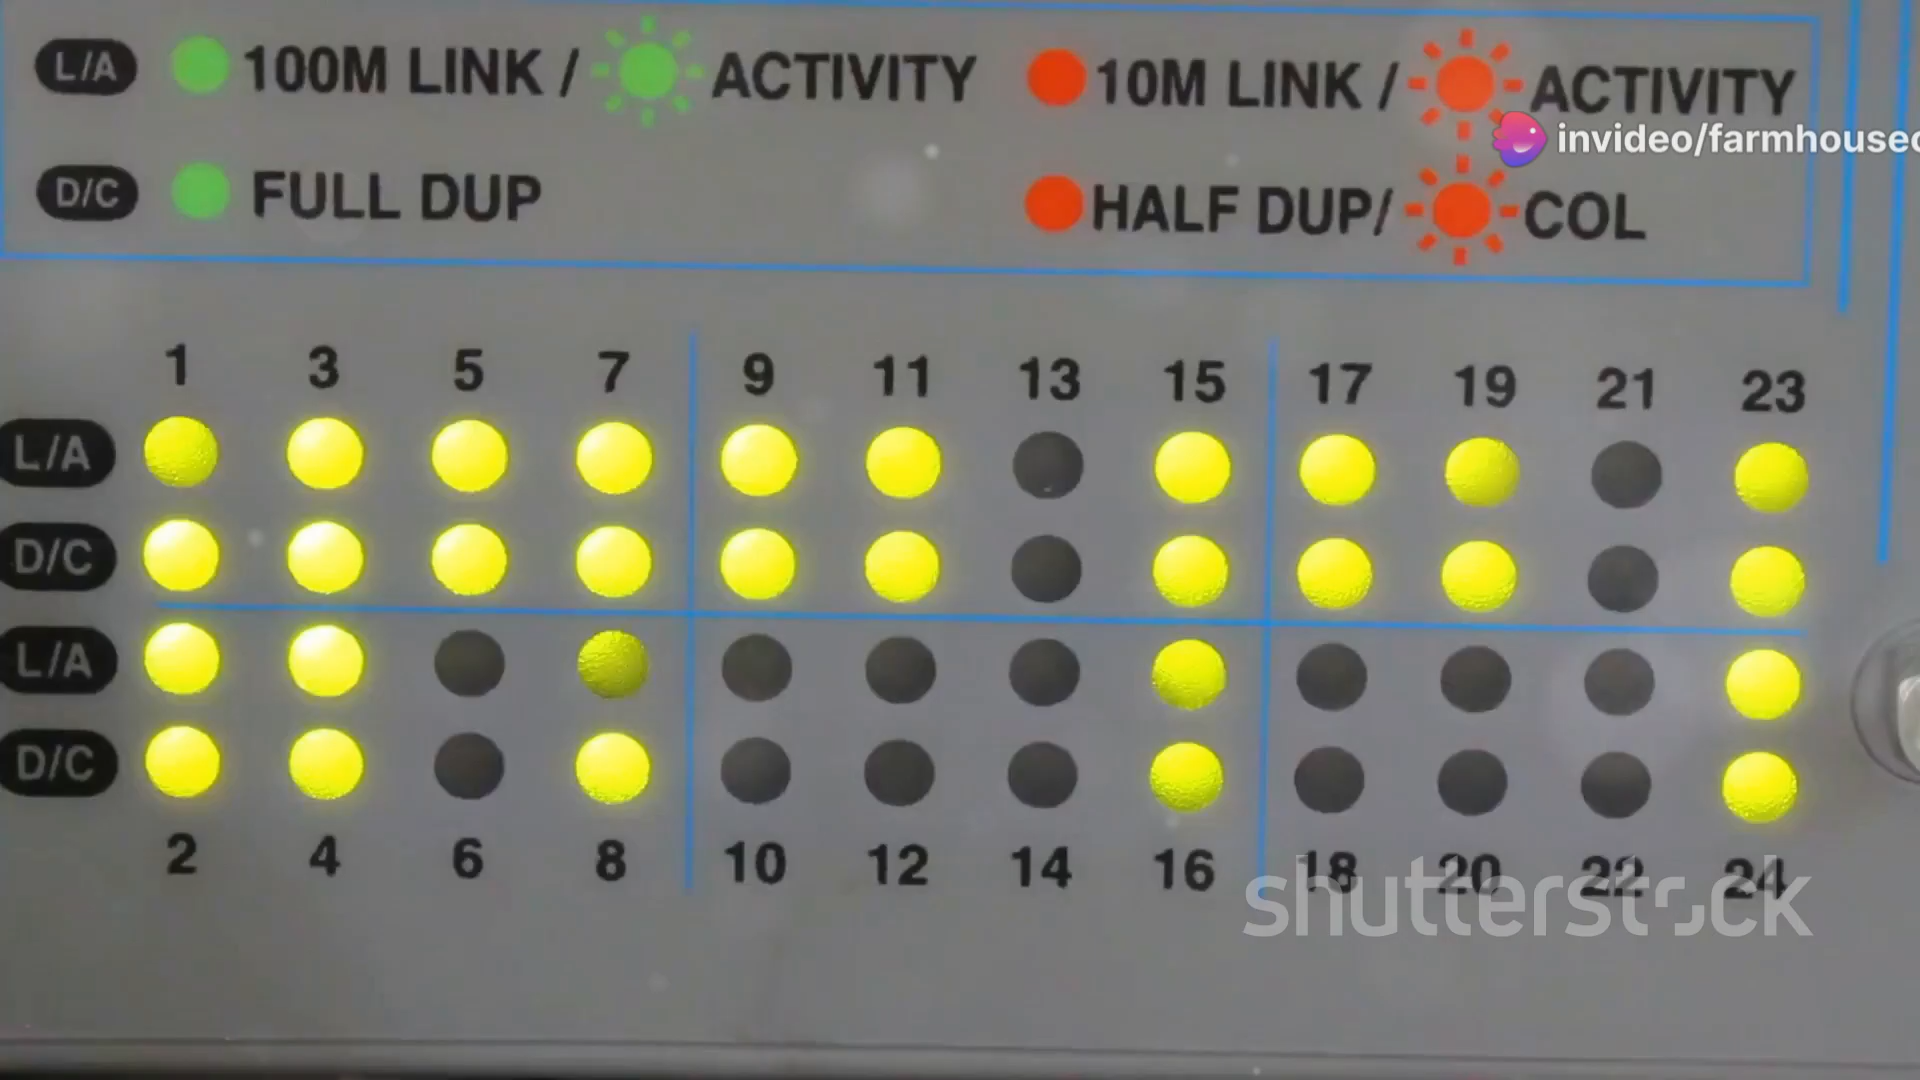 L/A 100M LINK / ACTIVITY 10M LINK / ACTIVITY
invideo/farmhouse
D/C FULL DUP HALF DUP/ COL
1 3 5 7 9 11 13 15 17 19 21 23
L/A
D/C
L/A
D/C
2 4 6 8 10 12 14 16 18 20 22 24
shutterstock